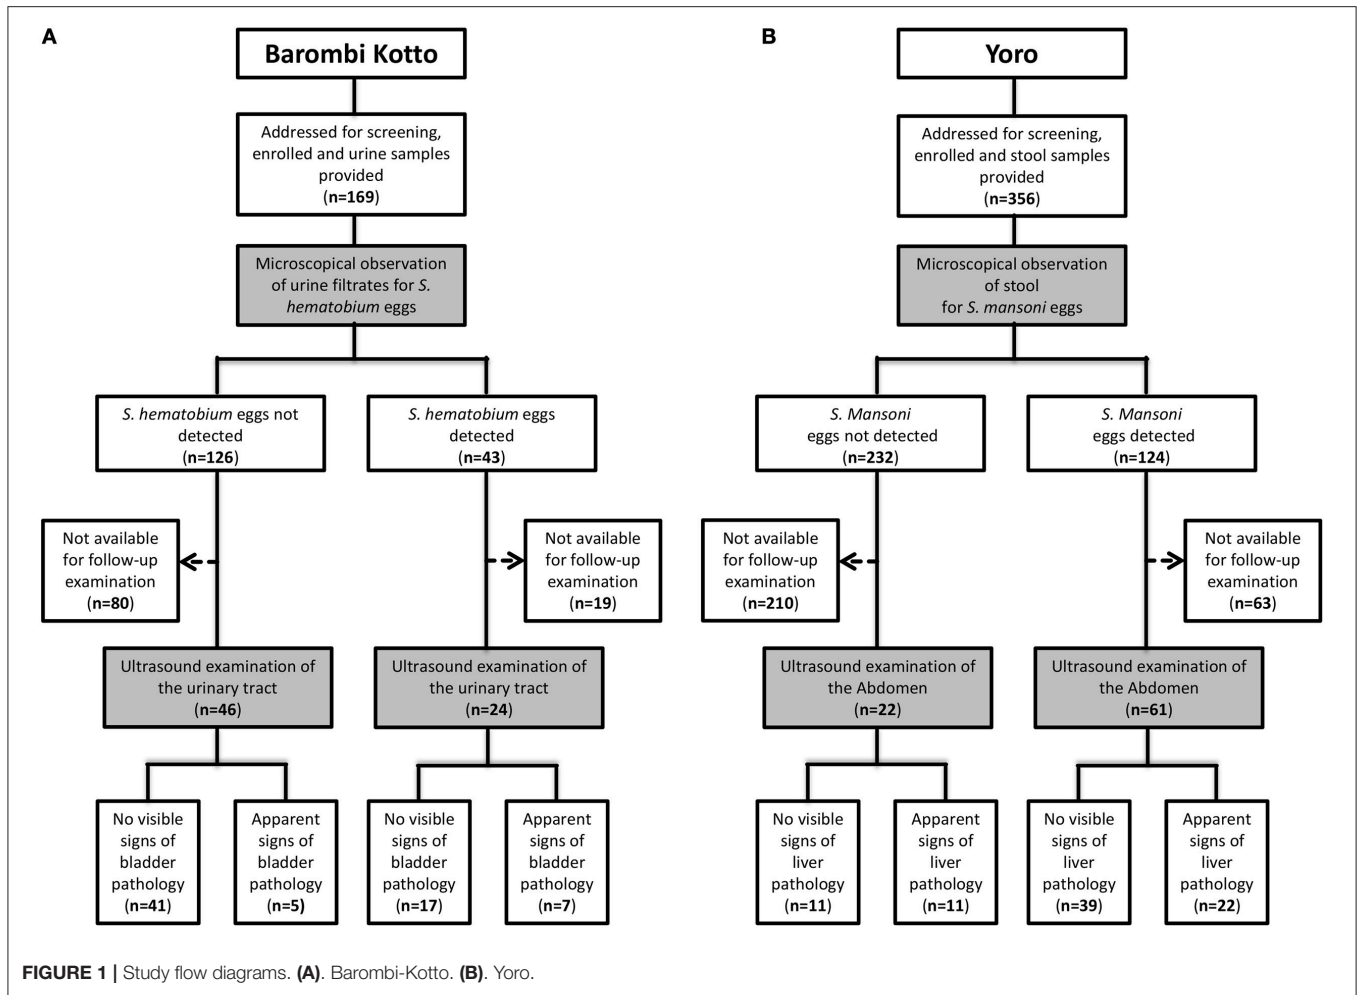 A
Barombi Kotto
Addressed for screening,
enrolled and urine samples
provided
(n=169)
Microscopical observation
of urine filtrates for S.
hematobium eggs
S. hematobium eggs not
detected
(n=126)
S. hematobium eggs
detected
(n=43)
Not available
for follow-up
examination
(n=80)
Not available
for follow-up
examination
(n=19)
Ultrasound examination of
the urinary tract
(n=46)
Ultrasound examination of
the urinary tract
(n=24)
No visible
signs of
bladder
pathology
(n=41)
Apparent
signs of
bladder
pathology
(n=5)
No visible
signs of
bladder
pathology
(n=17)
Apparent
signs of
bladder
pathology
(n=7)
B
Yoro
Addressed for screening,
enrolled and stool samples
provided
(n=356)
Microscopical observation
of stool
for S. mansoni eggs
S. Mansoni
eggs not detected
(n=232)
S. Mansoni
eggs detected
(n=124)
Not available
for follow-up
examination
(n=210)
Not available
for follow-up
examination
(n=63)
Ultrasound examination of
the Abdomen
(n=22)
Ultrasound examination of
the Abdomen
(n=61)
No visible
signs of
liver
pathology
(n=11)
Apparent
signs of
liver
pathology
(n=11)
No visible
signs of
liver
pathology
(n=39)
Apparent
signs of
liver
pathology
(n=22)
FIGURE 1 | Study flow diagrams. (A). Barombi-Kotto. (B). Yoro.